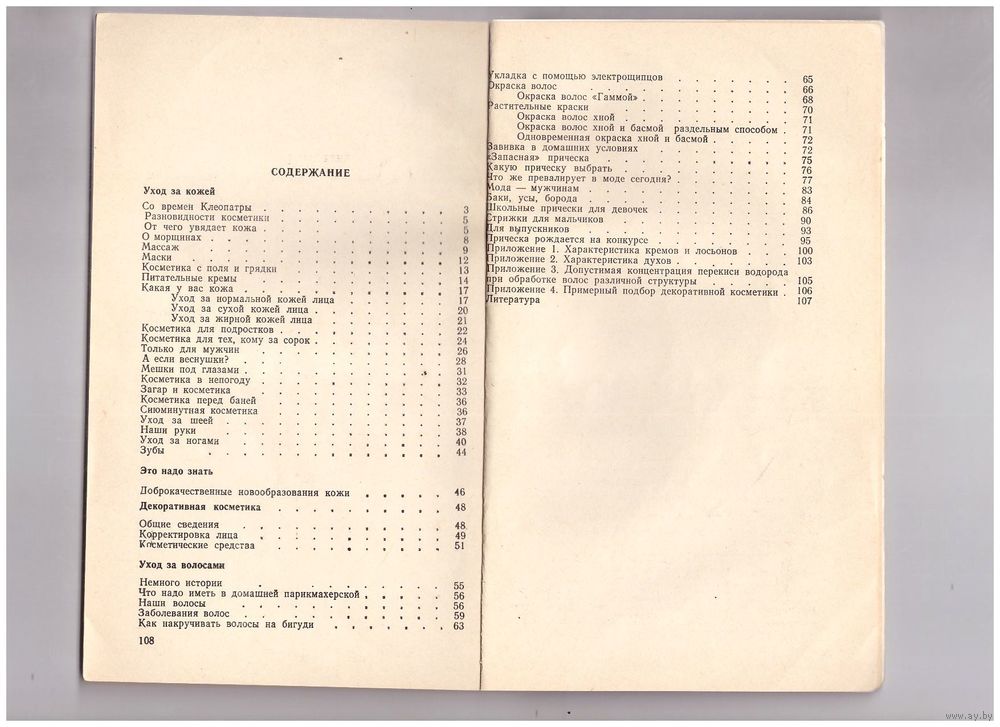 СОДЕРЖАНИЕ
Уход за кожей
Со времен Клеопатры . . . . . . . . . . 3
Разновидности косметики . . . . . . . . . . 5
От чего увядает кожа . . . . . . . . . . 5
О морщинах . . . . . . . . . . 8
Массаж . . . . . . . . . . 9
Маски . . . . . . . . . . 12
Косметика с поля и грядки . . . . . . . . . . 13
Питательные кремы . . . . . . . . . . 14
Какая у вас кожа . . . . . . . . . . 17
Уход за нормальной кожей лица . . . . . . . 17
Уход за сухой кожей лица . . . . . . . 20
Уход за жирной кожей лица . . . . . . . 21
Косметика для подростков . . . . . . . . . 22
Косметика для тех, кому за сорок . . . . . . . 24
Только для мужчин . . . . . . . . . . 26
А если веснушки? . . . . . . . . . . 28
Мешки под глазами . . . . . . . . . . 31
Косметика в непогоду . . . . . . . . . . 32
Загар и косметика . . . . . . . . . . 33
Косметика перед баней . . . . . . . . . . 36
Сиюминутная косметика . . . . . . . . . . 36
Уход за шеей . . . . . . . . . . 37
Наши руки . . . . . . . . . . 38
Уход за ногами . . . . . . . . . . 40
Зубы . . . . . . . . . . 44
Это надо знать
Доброкачественные новообразования кожи . . . . . 46
Декоративная косметика . . . . . . . . . 48
Общие сведения . . . . . . . . . . 48
Корректировка лица . . . . . . . . . . 49
Косметические средства . . . . . . . . . . 51
Уход за волосами
Немного истории . . . . . . . . . 55
Что надо иметь в домашней парикмахерской . . . . . 56
Наши волосы . . . . . . . . . . 56
Заболевания волос . . . . . . . . . . 59
Как накручивать волосы на бигуди . . . . . . . 63
108
Укладка с помощью электрощипцов . . . . . . . 65
Окраска волос . . . . . . . . . . 66
Окраска волос «Гаммой» . . . . . . . . . 68
Растительные краски . . . . . . . . . 70
Окраска волос хной . . . . . . . . . . 71
Окраска волос хной и басмой раздельным способом . 71
Одновременная окраска хной и басмой . . . . . 72
Завивка в домашних условиях . . . . . . . . 72
«Запасная» прическа . . . . . . . . . . 75
Какую прическу выбрать . . . . . . . . . 76
Что же превалирует в моде сегодня? . . . . . . . 77
Мода — мужчинам . . . . . . . . . . 83
Баки, усы, борода . . . . . . . . . . 84
Школьные прически для девочек . . . . . . . . 86
Стрижки для мальчиков . . . . . . . . . 90
Для выпускников . . . . . . . . . . 93
Прическа рождается на конкурсе . . . . . . . 95
Приложение 1. Характеристика кремов и лосьонов . . . 100
Приложение 2. Характеристика духов . . . . . . 103
Приложение 3. Допустимая концентрация перекиси водорода
при обработке волос различной структуры . . . . . 105
Приложение 4. Примерный подбор декоративной косметики . 106
Литература . . . . . . . . . . 107
www.ay.by